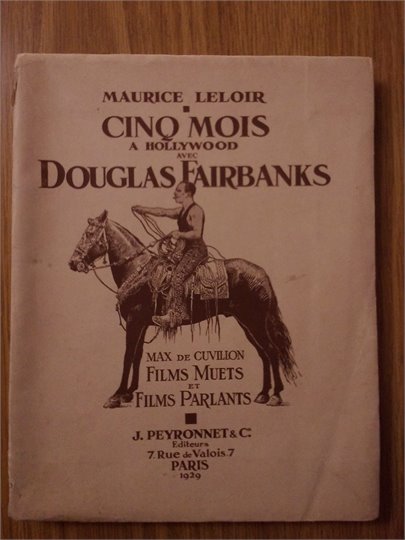 MAURICE LELOIR
CINQ MOIS
A HOLLYWOOD
AVEC
DOUGLAS FAIRBANKS
MAX DE CUVILION
FILMS MUETS
ET
FILMS PARLANTS
J. PEYRONNET & Cie
Editeurs
7. Rue de Valois. 7
PARIS
1929